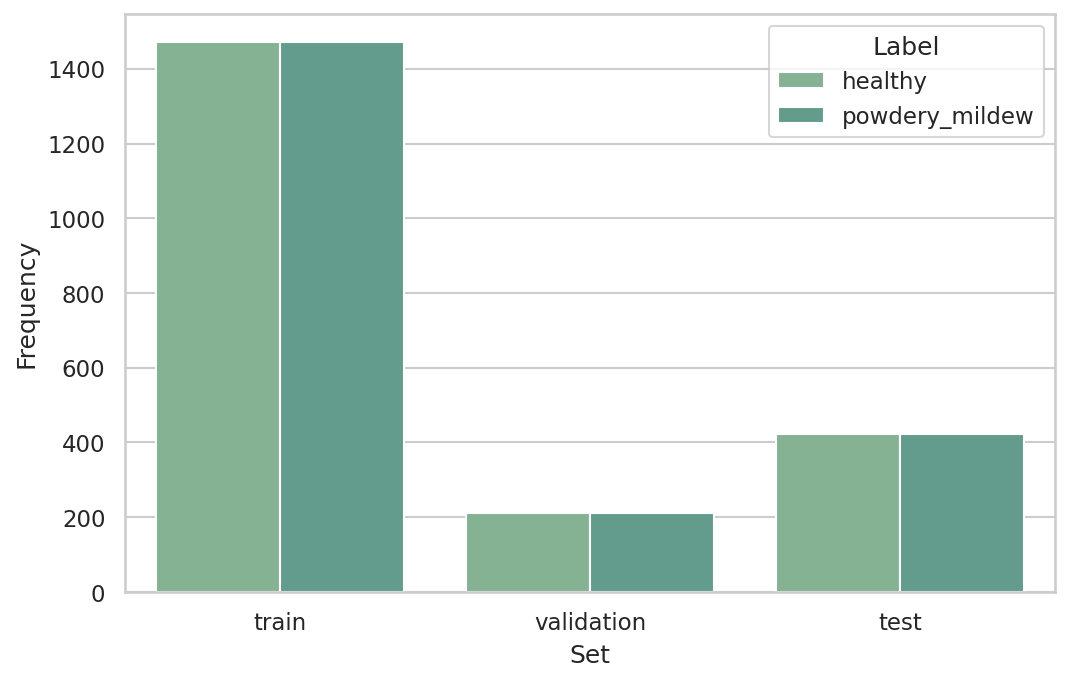 Label
healthy
powdery_mildew
Frequency
1400
1200
1000
800
600
400
200
0
train validation test
Set